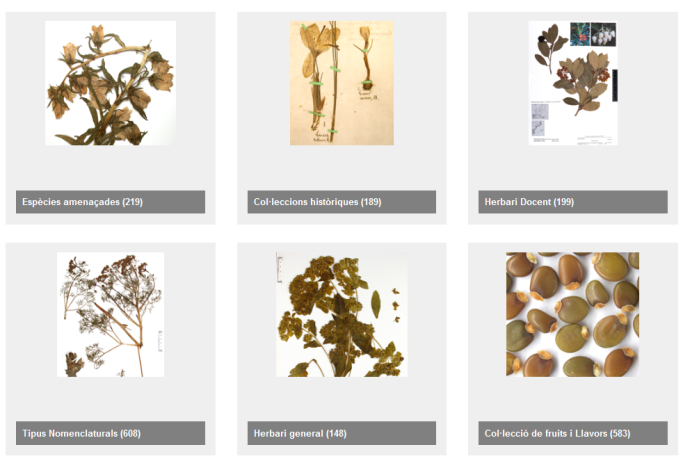 Espècies amenaçades (219)
Col·leccions històriques (189)
Herbari Docent (199)
Tipus Nomenclaturals (608)
Herbari general (148)
Col·lecció de fruits i Llavors (583)